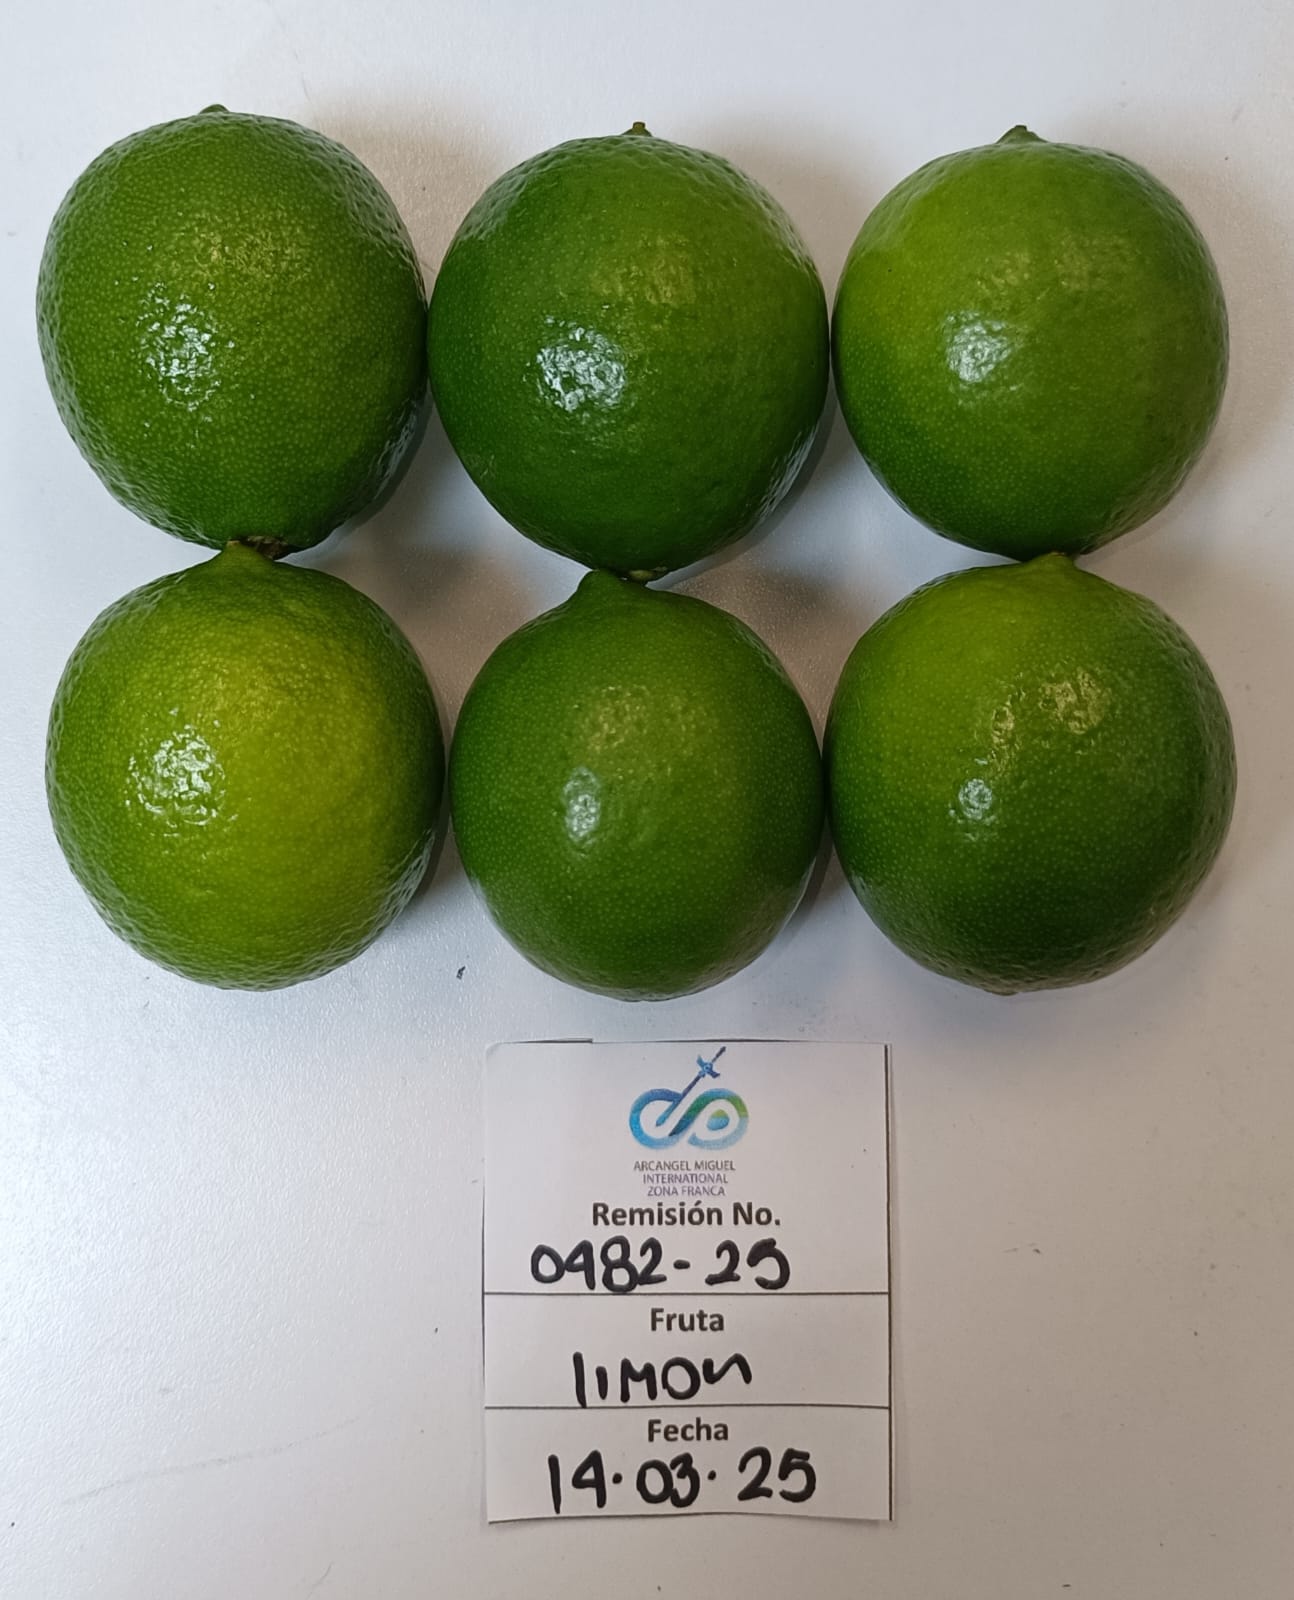 ARCANGEL MIGUEL
INTERNATIONAL
ZONA FRANCA
Remisión No.
0482-25
Fruta
lIMON
Fecha
14.03.25